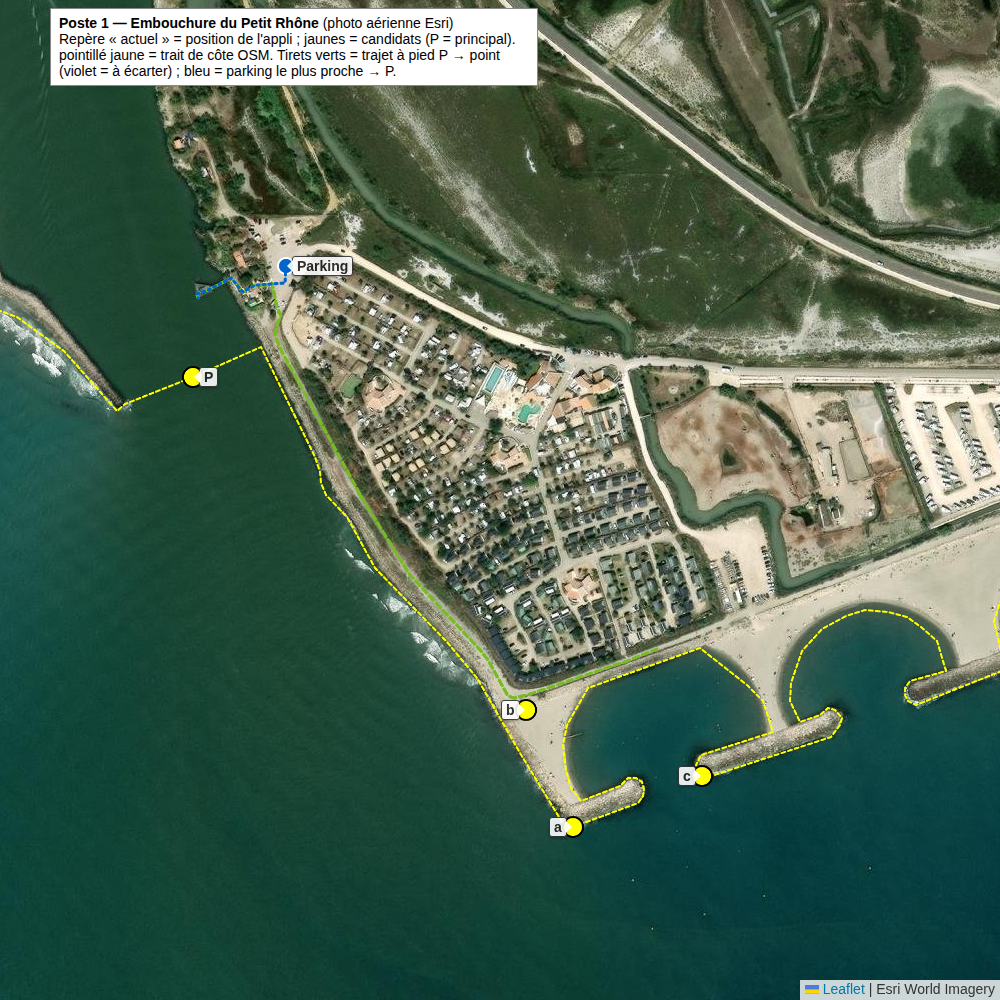 Poste 1 — Embouchure du Petit Rhône (photo aérienne Esri)
Repère « actuel » = position de l'appli ; jaunes = candidats (P = principal).
pointillé jaune = trait de côte OSM. Tirets verts = trajet à pied P → point
(violet = à écarter) ; bleu = parking le plus proche → P.
Parking
P
b
c
a
Leaflet | Esri World Imagery